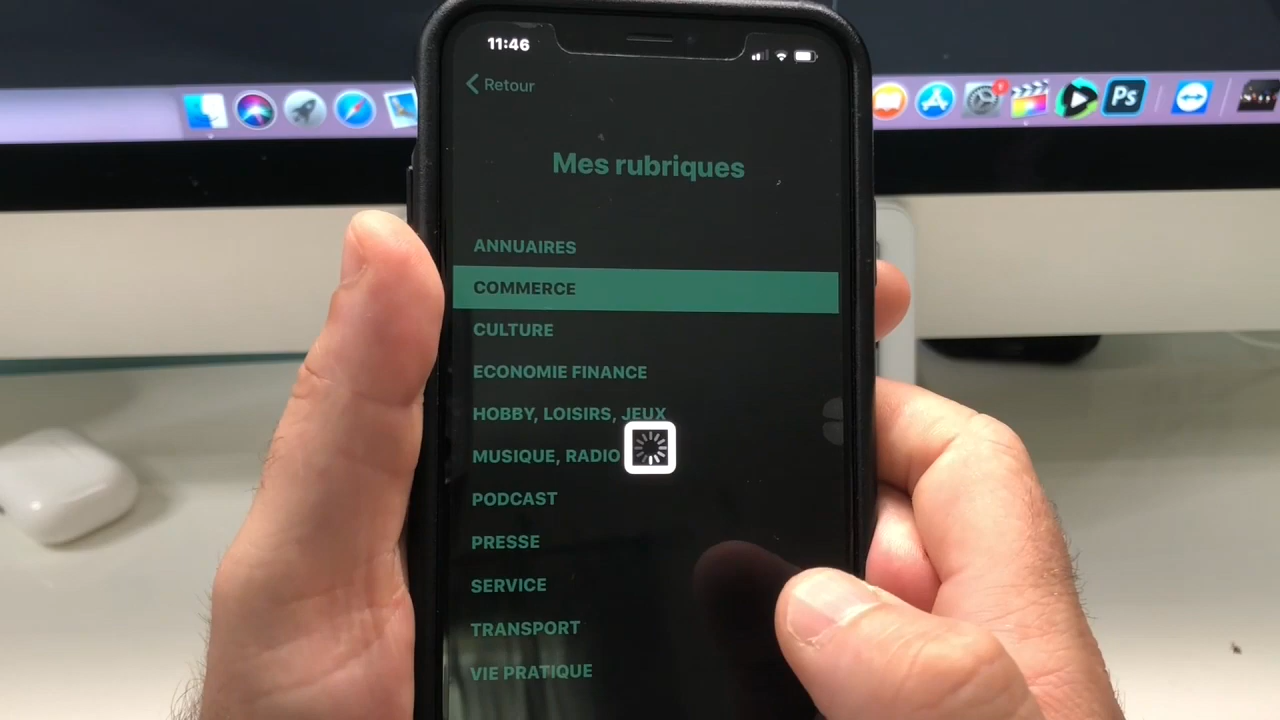 11:46
Retour
Mes rubriques
ANNUAIRES
COMMERCE
CULTURE
ECONOMIE FINANCE
HOBBY, LOISIRS, JEUX
MUSIQUE, RADIO
PODCAST
PRESSE
SERVICE
TRANSPORT
VIE PRATIQUE
Ps